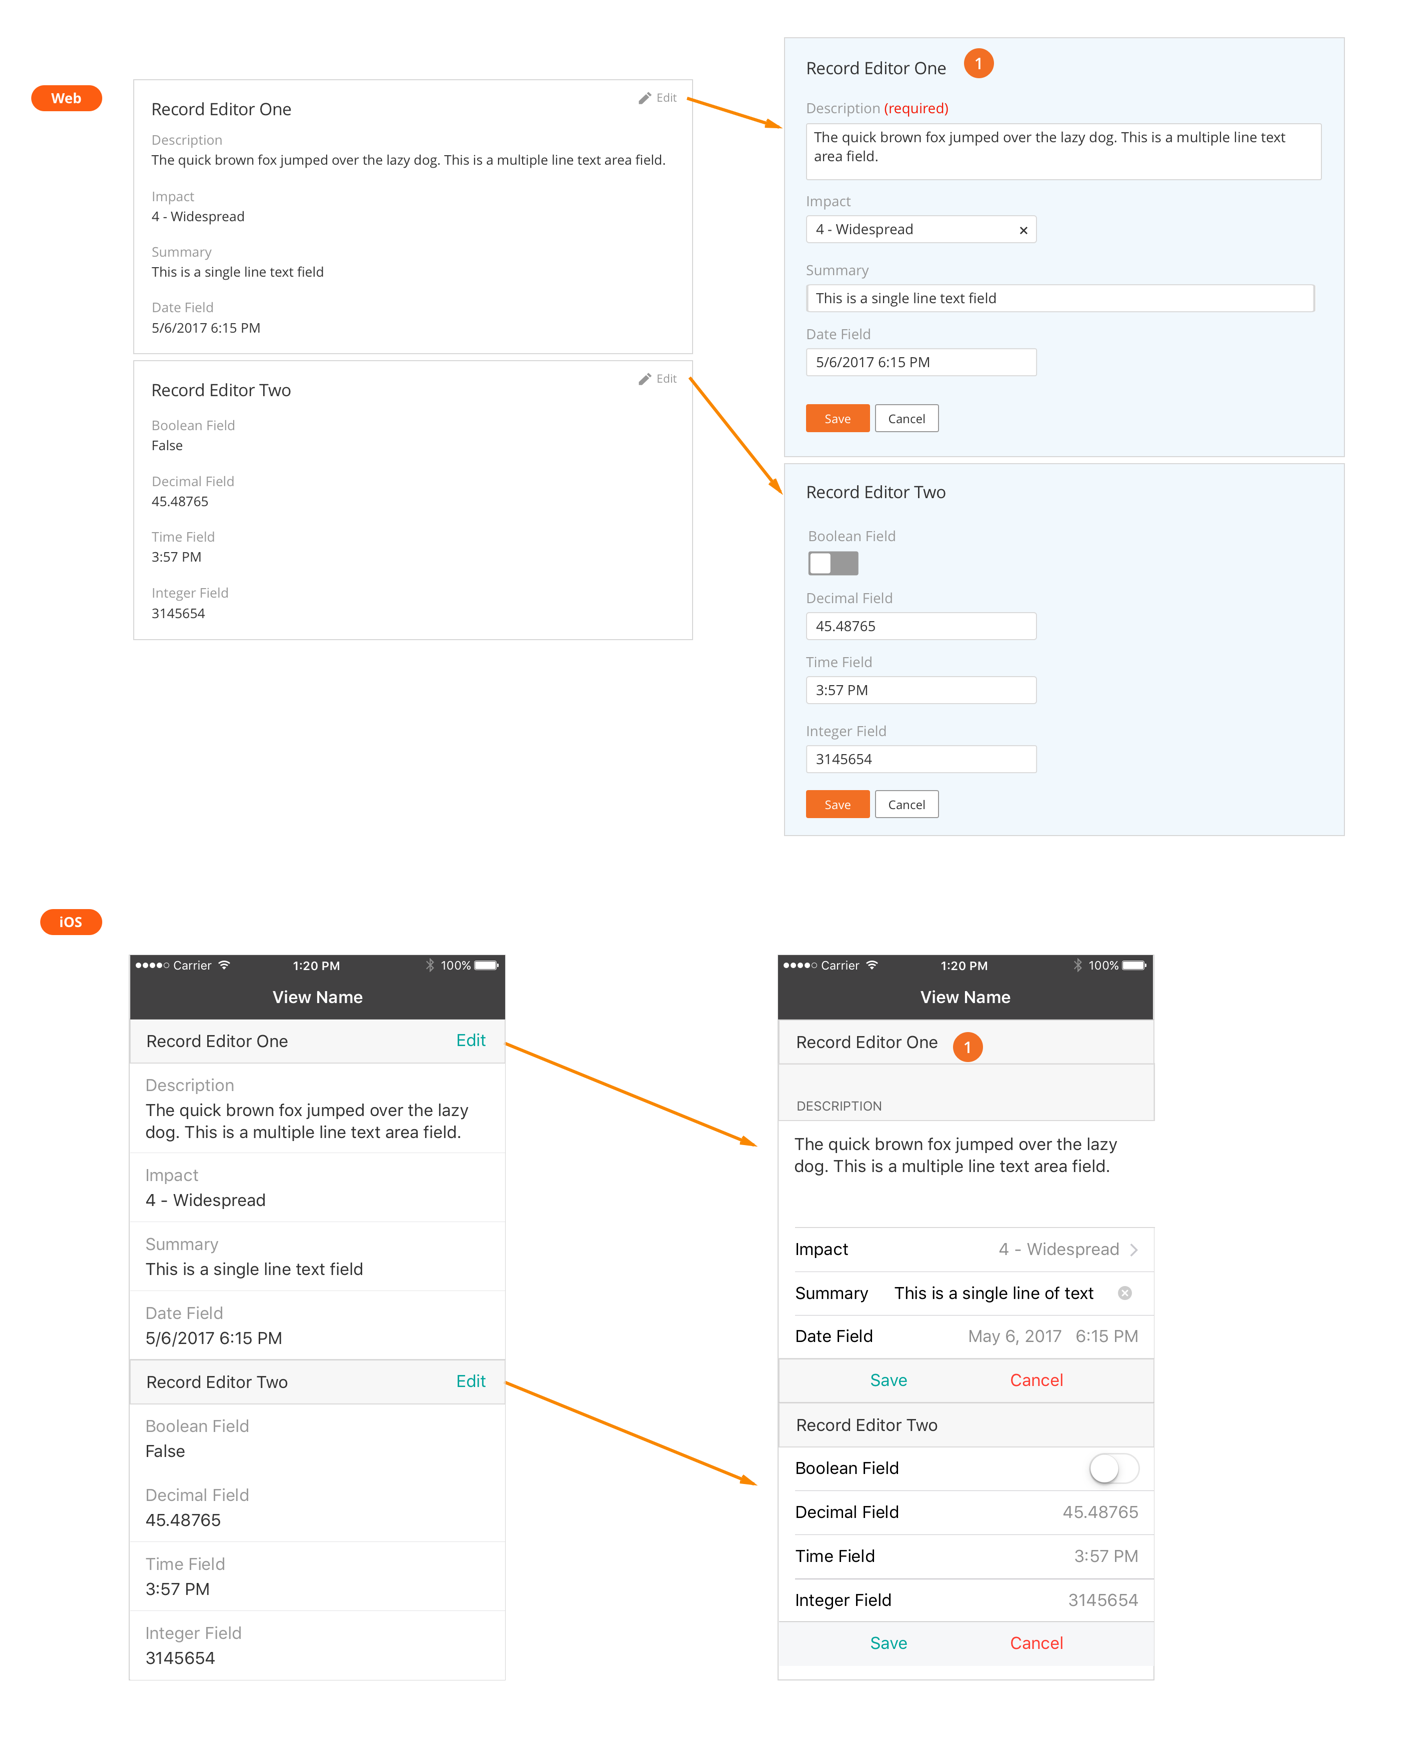 Web
Record Editor One
Edit
Description
The quick brown fox jumped over the lazy dog. This is a multiple line text area field.
Impact
4 - Widespread
Summary
This is a single line text field
Date Field
5/6/2017 6:15 PM
Record Editor Two
Edit
Boolean Field
False
Decimal Field
45.48765
Time Field
3:57 PM
Integer Field
3145654
Record Editor One
1
Description (required)
The quick brown fox jumped over the lazy dog. This is a multiple line text
area field.
Impact
4 - Widespread
Summary
This is a single line text field
Date Field
5/6/2017 6:15 PM
Save
Cancel
Record Editor Two
Boolean Field
Decimal Field
45.48765
Time Field
3:57 PM
Integer Field
3145654
Save
Cancel
iOS
Carrier
1:20 PM
100%
View Name
Record Editor One
Edit
Description
The quick brown fox jumped over the lazy
dog. This is a multiple line text area field.
Impact
4 - Widespread
Summary
This is a single line text field
Date Field
5/6/2017 6:15 PM
Record Editor Two
Edit
Boolean Field
False
Decimal Field
45.48765
Time Field
3:57 PM
Integer Field
3145654
Carrier
1:20 PM
100%
View Name
Record Editor One
1
DESCRIPTION
The quick brown fox jumped over the lazy
dog. This is a multiple line text area field.
Impact
4 - Widespread
Summary
This is a single line of text
Date Field
May 6, 2017 6:15 PM
Save
Cancel
Record Editor Two
Boolean Field
Decimal Field
45.48765
Time Field
3:57 PM
Integer Field
3145654
Save
Cancel